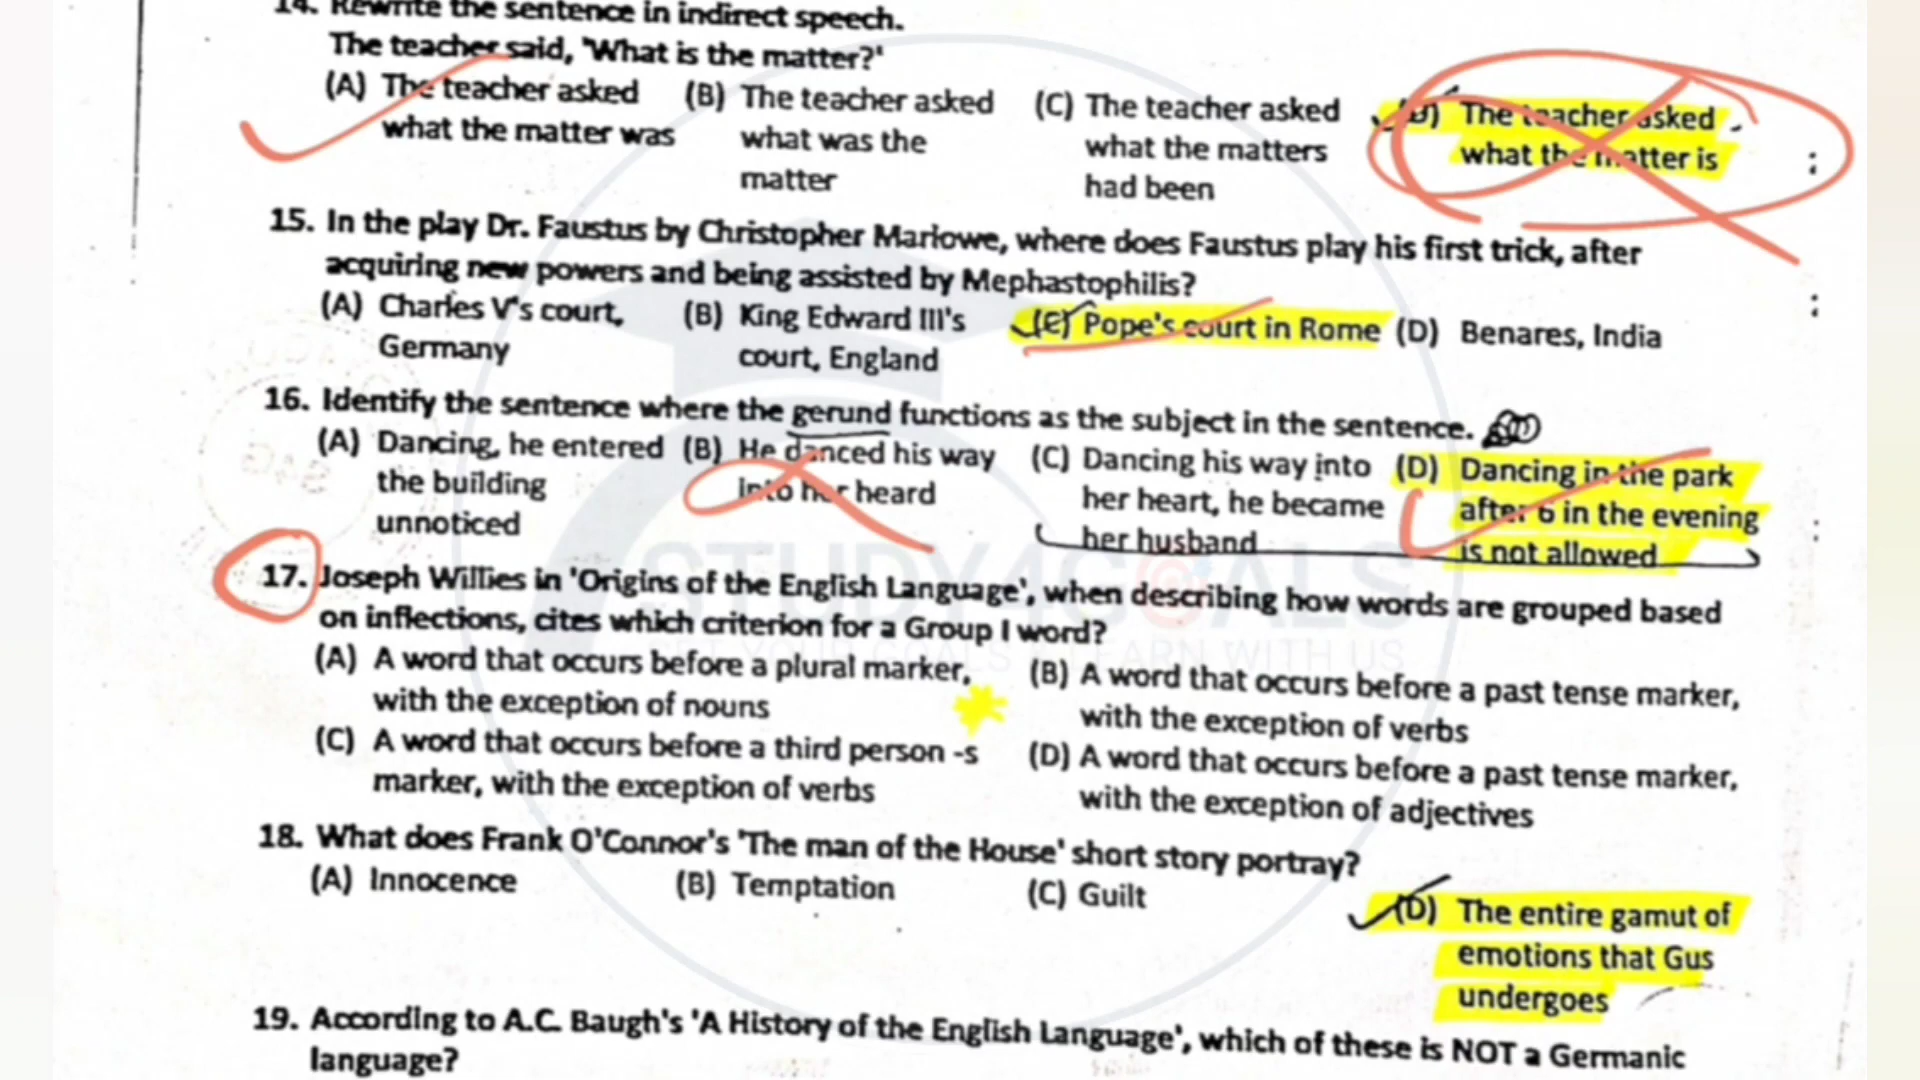 14. Rewrite the sentence in indirect speech.
The teacher said, 'What is the matter?'
(A) The teacher asked what the matter was
(B) The teacher asked what was the matter
(C) The teacher asked what the matters had been
(D) The teacher asked what the matter is
15. In the play Dr. Faustus by Christopher Marlowe, where does Faustus play his first trick, after
acquiring new powers and being assisted by Mephastophilis?
(A) Charles V's court, Germany
(B) King Edward III's court, England
(C) Pope's court in Rome
(D) Benares, India
16. Identify the sentence where the gerund functions as the subject in the sentence.
(A) Dancing, he entered the building unnoticed
(B) He danced his way into her heard
(C) Dancing his way into her heart, he became her husband
(D) Dancing in the park after 6 in the evening is not allowed
17. Joseph Willies in 'Origins of the English Language', when describing how words are grouped based
on inflections, cites which criterion for a Group I word?
(A) A word that occurs before a plural marker, with the exception of nouns
(B) A word that occurs before a past tense marker, with the exception of verbs
(C) A word that occurs before a third person -s marker, with the exception of verbs
(D) A word that occurs before a past tense marker, with the exception of adjectives
18. What does Frank O'Connor's 'The man of the House' short story portray?
(A) Innocence
(B) Temptation
(C) Guilt
(D) The entire gamut of emotions that Gus undergoes
19. According to A.C. Baugh's 'A History of the English Language', which of these is NOT a Germanic
language?
STUDY4GOALS
SET YOUR GOALS & LEARN WITH US